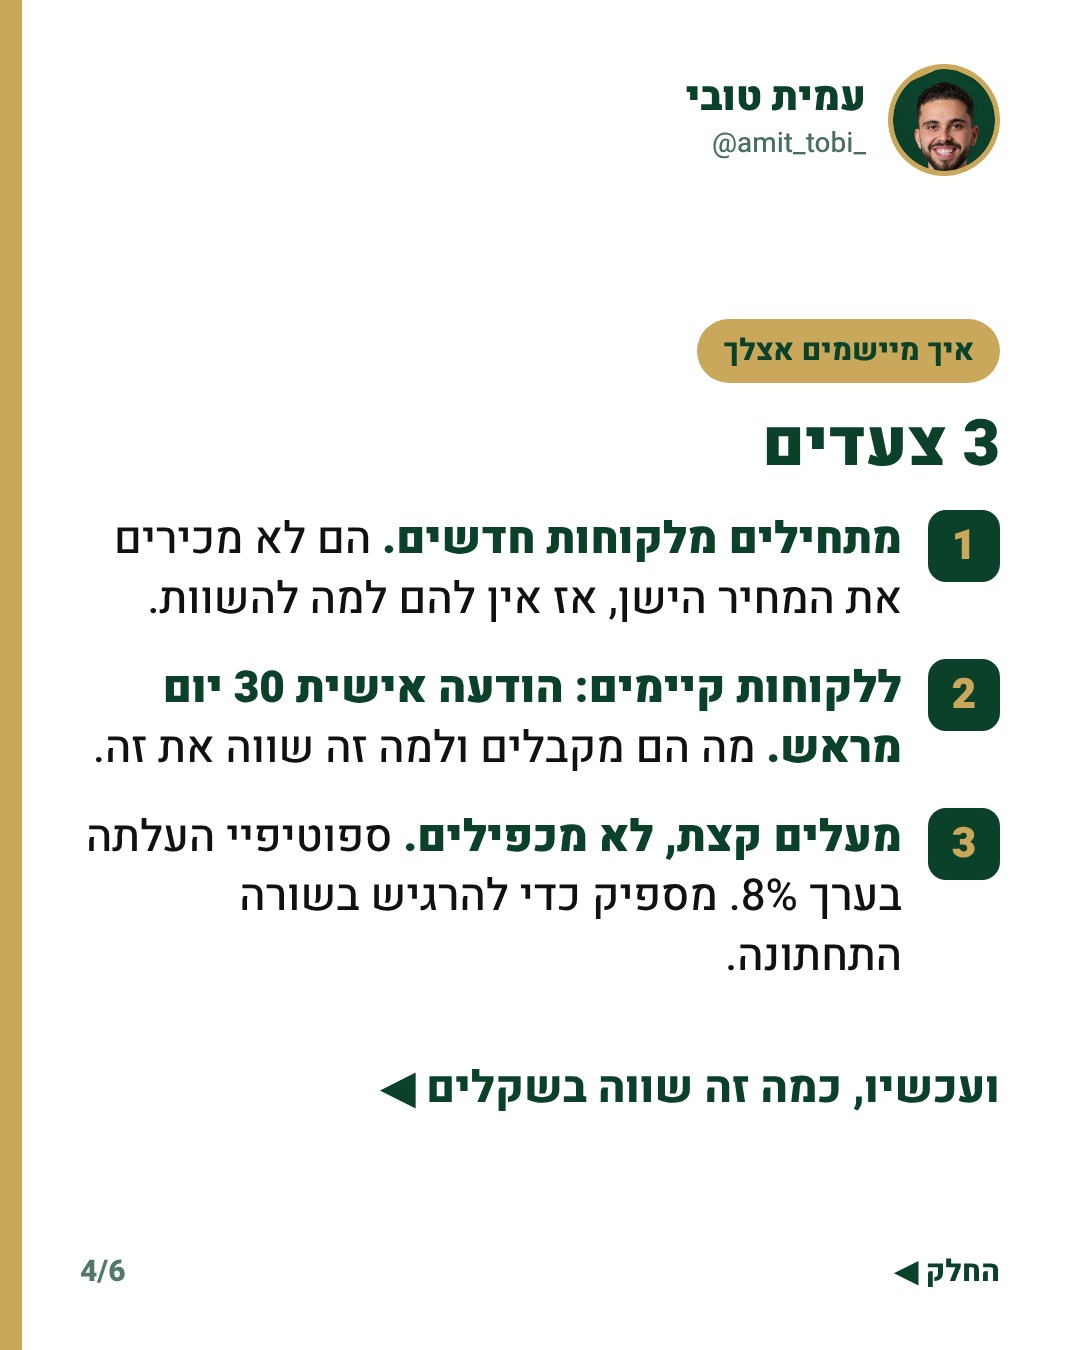 עמית טובי
@amit_tobi_
איך מיישמים אצלך
3 צעדים
1
מתחילים מלקוחות חדשים. הם לא מכירים
את המחיר הישן, אז אין להם למה להשוות.
2
ללקוחות קיימים: הודעה אישית 30 יום
מראש. מה הם מקבלים ולמה זה שווה את זה.
3
מעלים קצת, לא מכפילים. ספוטיפיי העלתה
בערך 8%. מספיק כדי להרגיש בשורה
התחתונה.
ועכשיו, כמה זה שווה בשקלים ◀
החלק ◀
4/6